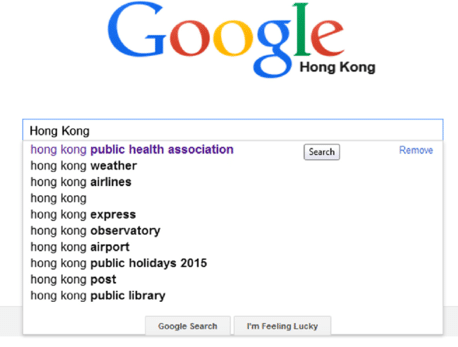 Google
Hong Kong
Hong Kong
hong kong public health association Search Remove
hong kong weather
hong kong airlines
hong kong
hong kong express
hong kong observatory
hong kong airport
hong kong public holidays 2015
hong kong post
hong kong public library
Google Search I'm Feeling Lucky